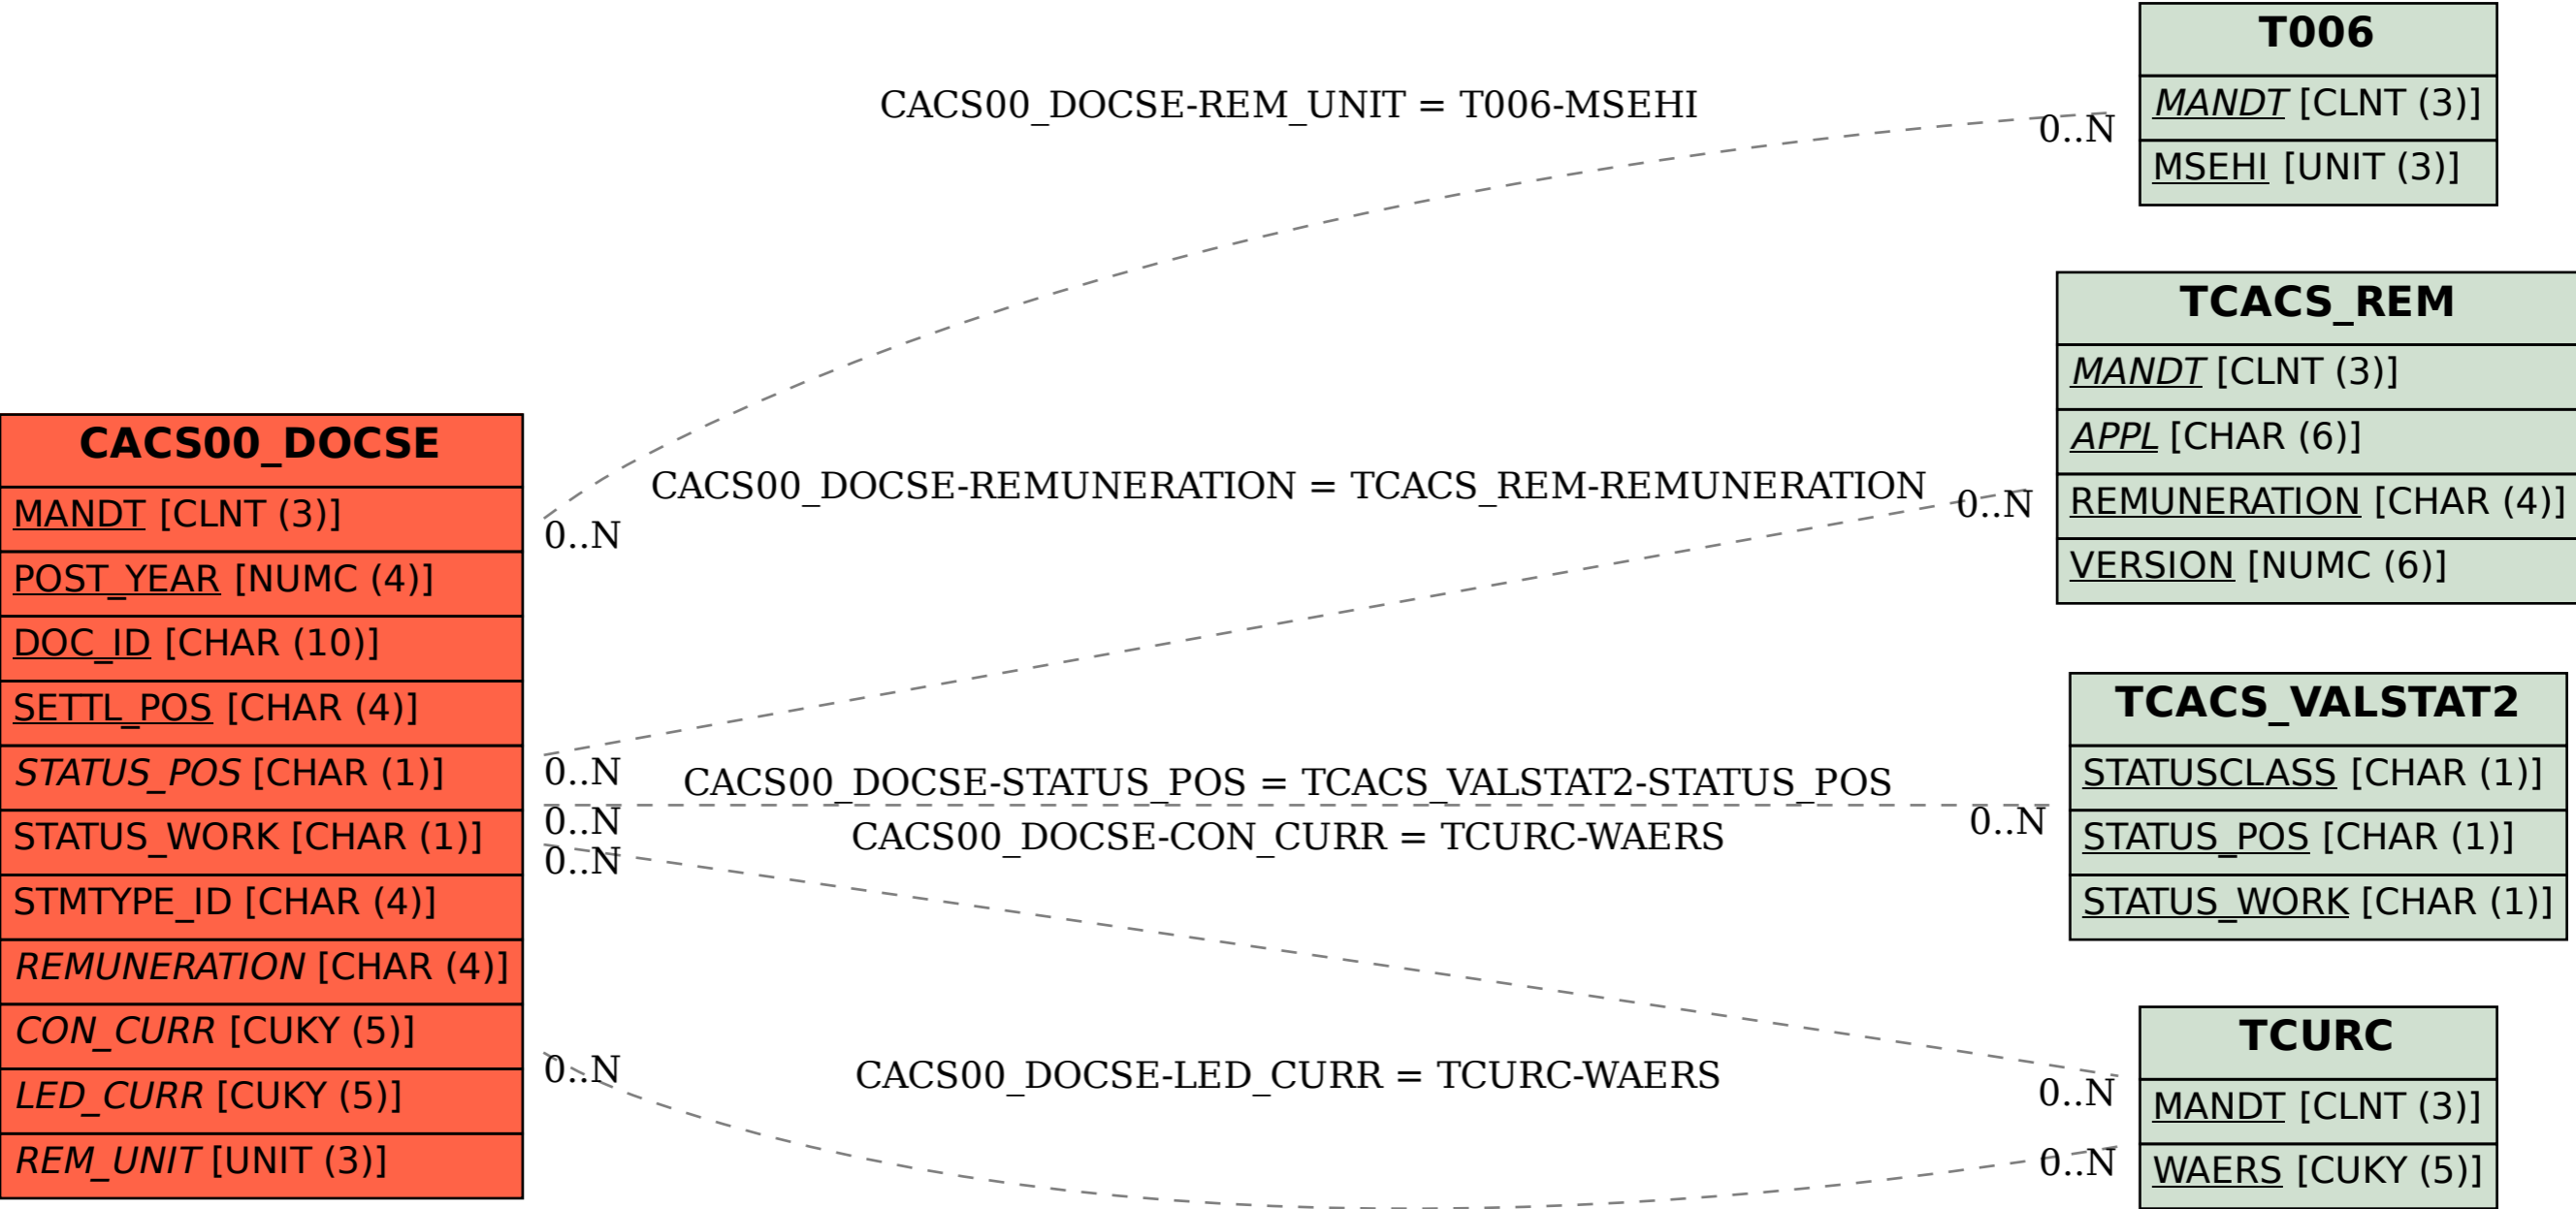 T006
MANDT [CLNT (3)]
MSEHI [UNIT (3)]
CACS00_DOCSE-REM_UNIT = T006-MSEHI
0..N
0..N
TCACS_REM
MANDT [CLNT (3)]
APPL [CHAR (6)]
REMUNERATION [CHAR (4)]
VERSION [NUMC (6)]
CACS00_DOCSE
MANDT [CLNT (3)]
POST_YEAR [NUMC (4)]
DOC_ID [CHAR (10)]
SETTL_POS [CHAR (4)]
STATUS_POS [CHAR (1)]
STATUS_WORK [CHAR (1)]
STMTYPE_ID [CHAR (4)]
REMUNERATION [CHAR (4)]
CON_CURR [CUKY (5)]
LED_CURR [CUKY (5)]
REM_UNIT [UNIT (3)]
CACS00_DOCSE-REMUNERATION = TCACS_REM-REMUNERATION
0..N
0..N
CACS00_DOCSE-STATUS_POS = TCACS_VALSTAT2-STATUS_POS
0..N
0..N
CACS00_DOCSE-CON_CURR = TCURC-WAERS
0..N
0..N
CACS00_DOCSE-LED_CURR = TCURC-WAERS
0..N
0..N
TCACS_VALSTAT2
STATUSCLASS [CHAR (1)]
STATUS_POS [CHAR (1)]
STATUS_WORK [CHAR (1)]
TCURC
MANDT [CLNT (3)]
WAERS [CUKY (5)]